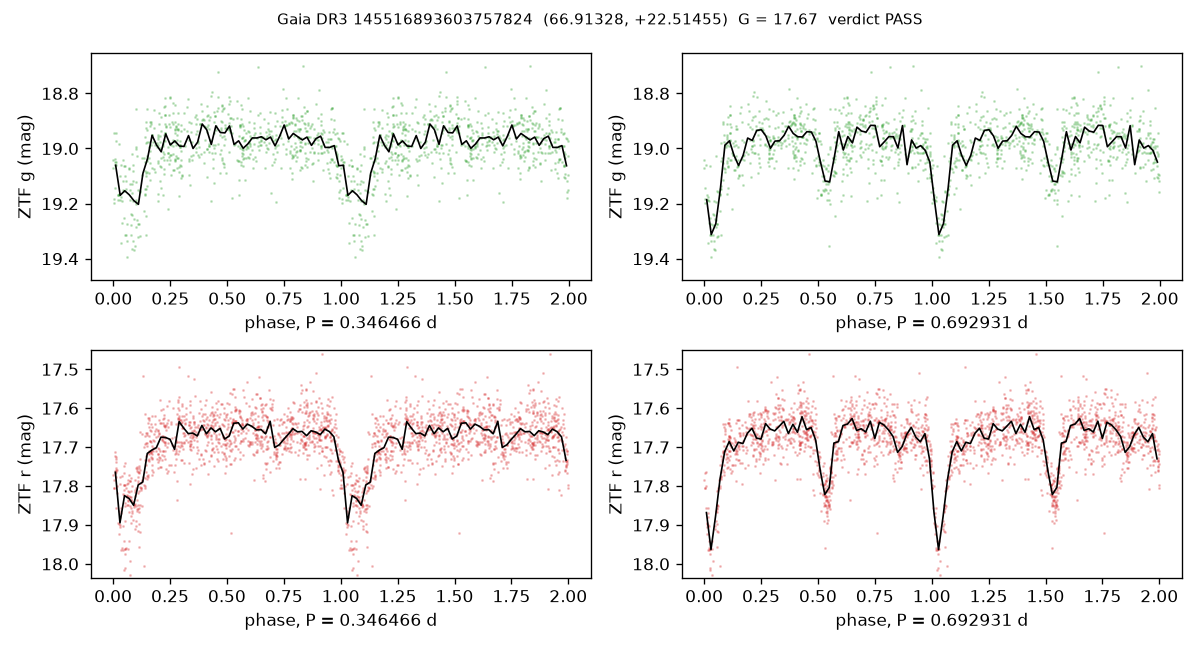 Gaia DR3 145516893603757824  (66.91328, +22.51455)  G = 17.67  verdict PASS
ZTF g (mag)
18.8
19.0
19.2
19.4
0.00 0.25 0.50 0.75 1.00 1.25 1.50 1.75 2.00
phase, P = 0.346466 d
ZTF g (mag)
18.8
19.0
19.2
19.4
0.00 0.25 0.50 0.75 1.00 1.25 1.50 1.75 2.00
phase, P = 0.692931 d
ZTF r (mag)
17.5
17.6
17.7
17.8
17.9
18.0
0.00 0.25 0.50 0.75 1.00 1.25 1.50 1.75 2.00
phase, P = 0.346466 d
ZTF r (mag)
17.5
17.6
17.7
17.8
17.9
18.0
0.00 0.25 0.50 0.75 1.00 1.25 1.50 1.75 2.00
phase, P = 0.692931 d